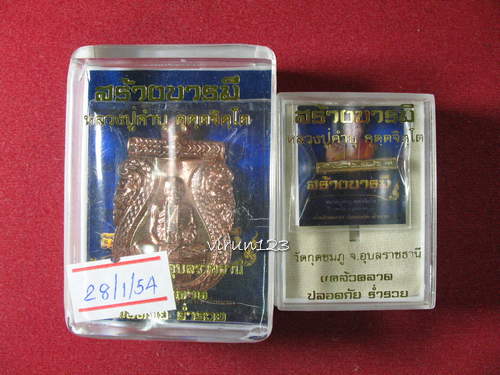 สร้างบารมี
หลวงปู่คำบุ คุตฺตจิตฺโต
virun123
28/1/54
สร้างบารมี
หลวงปู่คำบุ คุตฺตจิตฺโต
สร้างบารมี
วัดกุดชมภู จ.อุบลราชธานี
แคล้วคลาด
ปลอดภัย ร่ำรวย